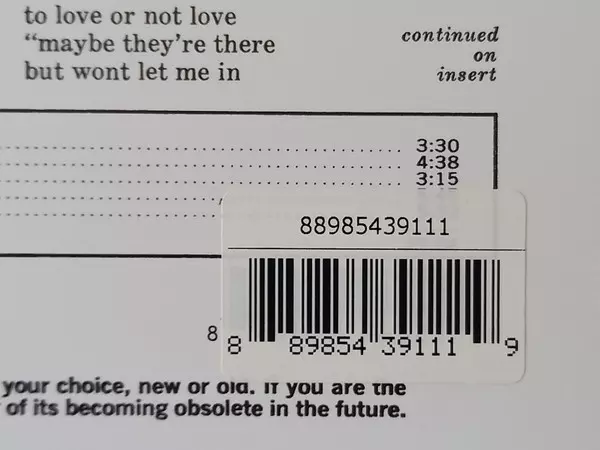 to love or not love
“maybe they're there
but wont let me in
continued
on
insert
3:30
4:38
3:15
88985439111
8
8 89854 39111 9
your choice, new or old. If you are the
of its becoming obsolete in the future.